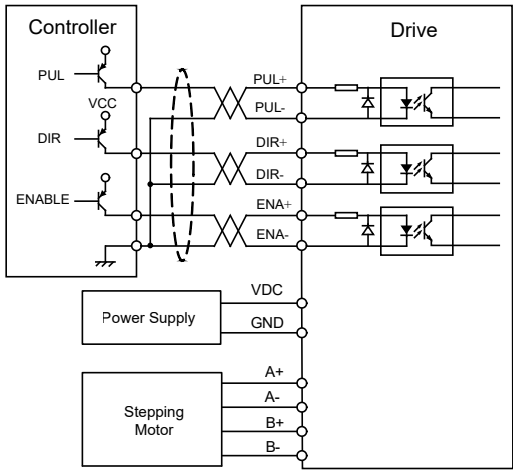 Controller
Drive
PUL
PUL+
PUL-
VCC
DIR
DIR+
DIR-
ENABLE
ENA+
ENA-
Power Supply
VDC
GND
Stepping
Motor
A+
A-
B+
B-